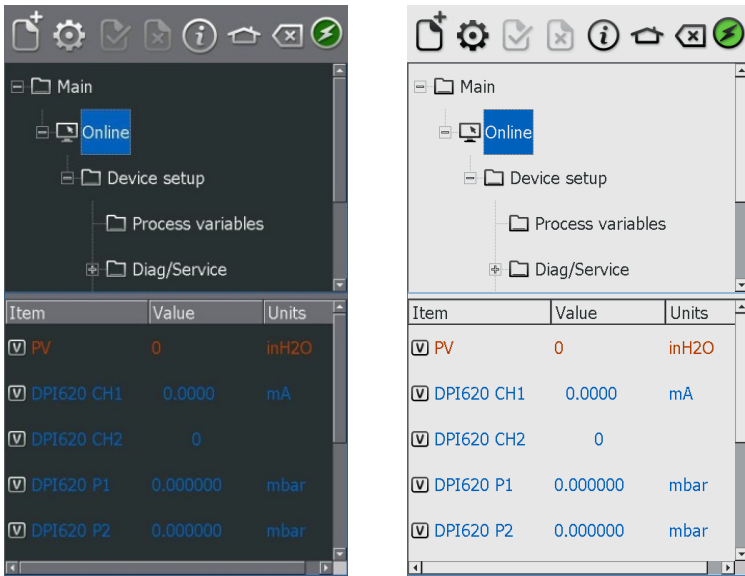 Main
Online
Device setup
Process variables
Diag/Service
Item Value Units
V PV 0 inH2O
V DPI620 CH1 0.0000 mA
V DPI620 CH2 0
V DPI620 P1 0.000000 mbar
V DPI620 P2 0.000000 mbar
Main
Online
Device setup
Process variables
Diag/Service
Item Value Units
V PV 0 inH2O
V DPI620 CH1 0.0000 mA
V DPI620 CH2 0
V DPI620 P1 0.000000 mbar
V DPI620 P2 0.000000 mbar